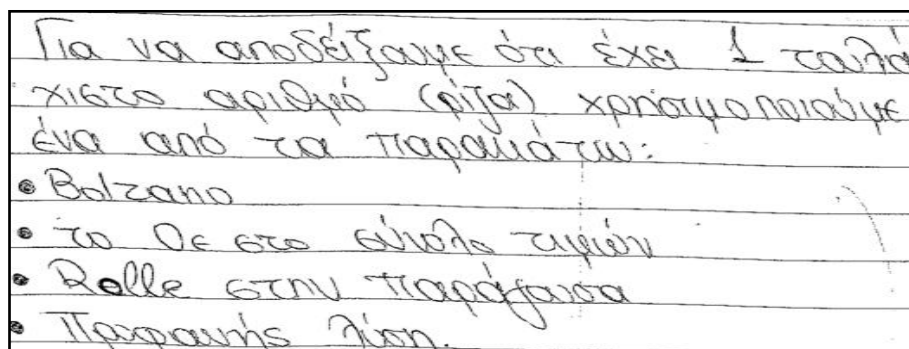 Για να αποδείξουμε ότι έχει 1 τουλά
χιστο αριθμό (ρίζα) χρησιμοποιούμε
ένα από τα παρακάτω:
• Bolzano
• το 0ε στο σύνολο τιμών
• Rolle στην παράγουσα
• Προφανής λύση.